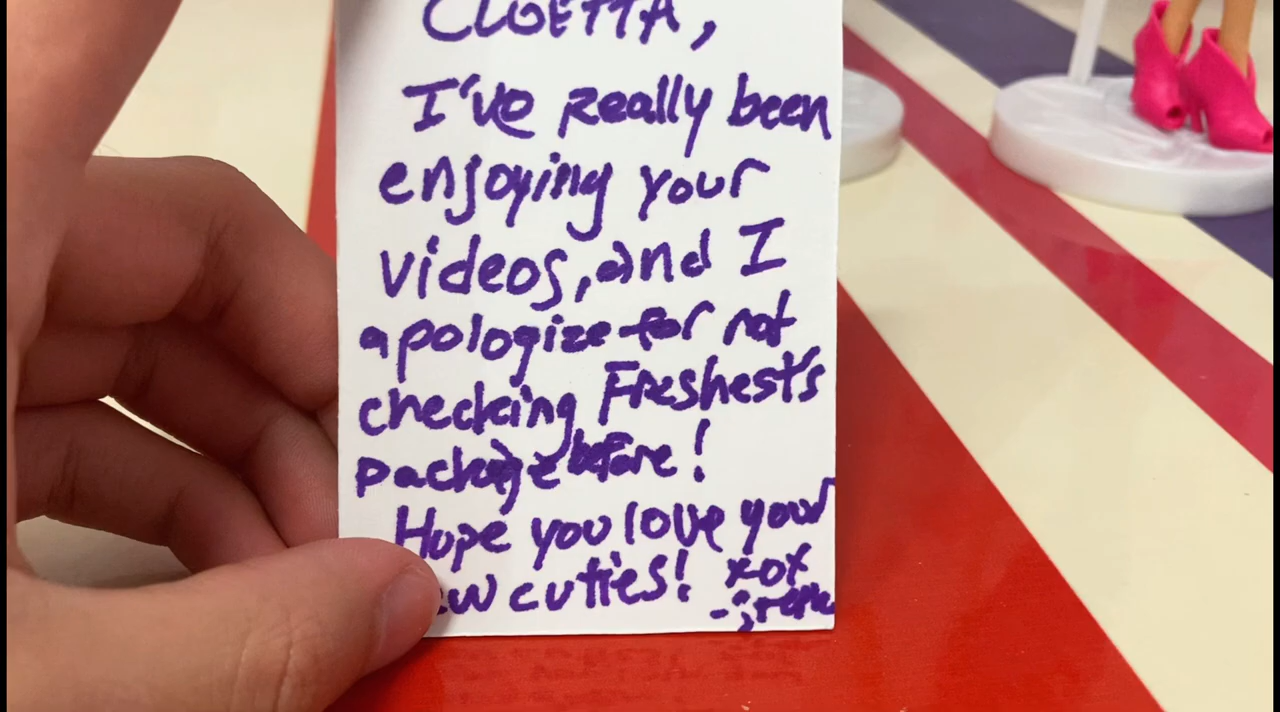 CLOETTA,
I've really been
enjoying your
videos, and I
apologize for not
checking Freshest's
package before!
Hope you love your
ew cuties! xox